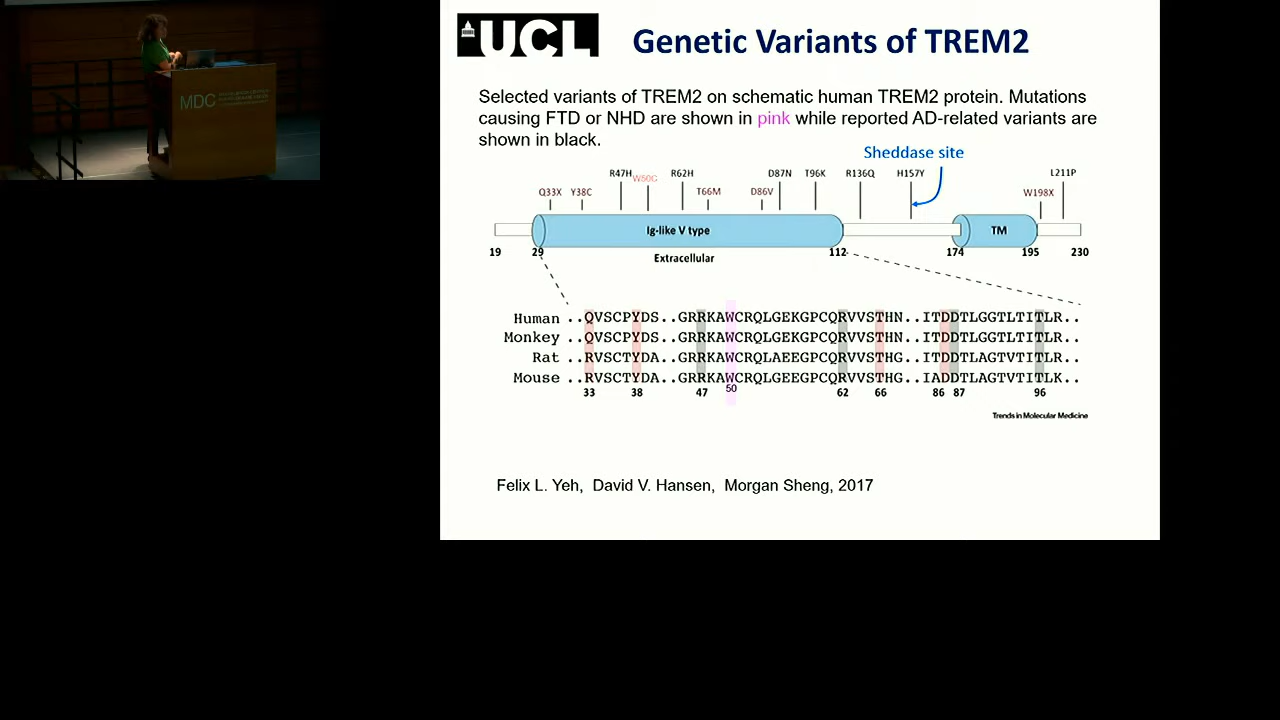 UCL
Genetic Variants of TREM2
Selected variants of TREM2 on schematic human TREM2 protein. Mutations
causing FTD or NHD are shown in pink while reported AD-related variants are
shown in black.
Sheddase site
R47H W50C R62H D87N T96K R136Q H157Y L211P
Q33X Y38C T66M D86V W198X
Ig-like V type TM
19 29 112 174 195 230
Extracellular
Human ..QVSCPYDS..GRRKAWCRQLGEKGPCQRVVSTHN..ITDDTLGGTLTITLR..
Monkey ..QVSCPYDS..GRRKAWCRQLGEKGPCQRVVSTHN..ITDDTLGGTLTITLR..
Rat ..RVSCTYDA..GRRKAWCRQLAEEGPCQRVVSTHG..ITDDTLAGTVTITLR..
Mouse ..RVSCTYDA..GRRKAWCRQLGEEGPCQRVVSTHG..IADDTLAGTVTITLK..
33 38 47 50 62 66 86 87 96
Trends in Molecular Medicine
Felix L. Yeh, David V. Hansen, Morgan Sheng, 2017
MDC